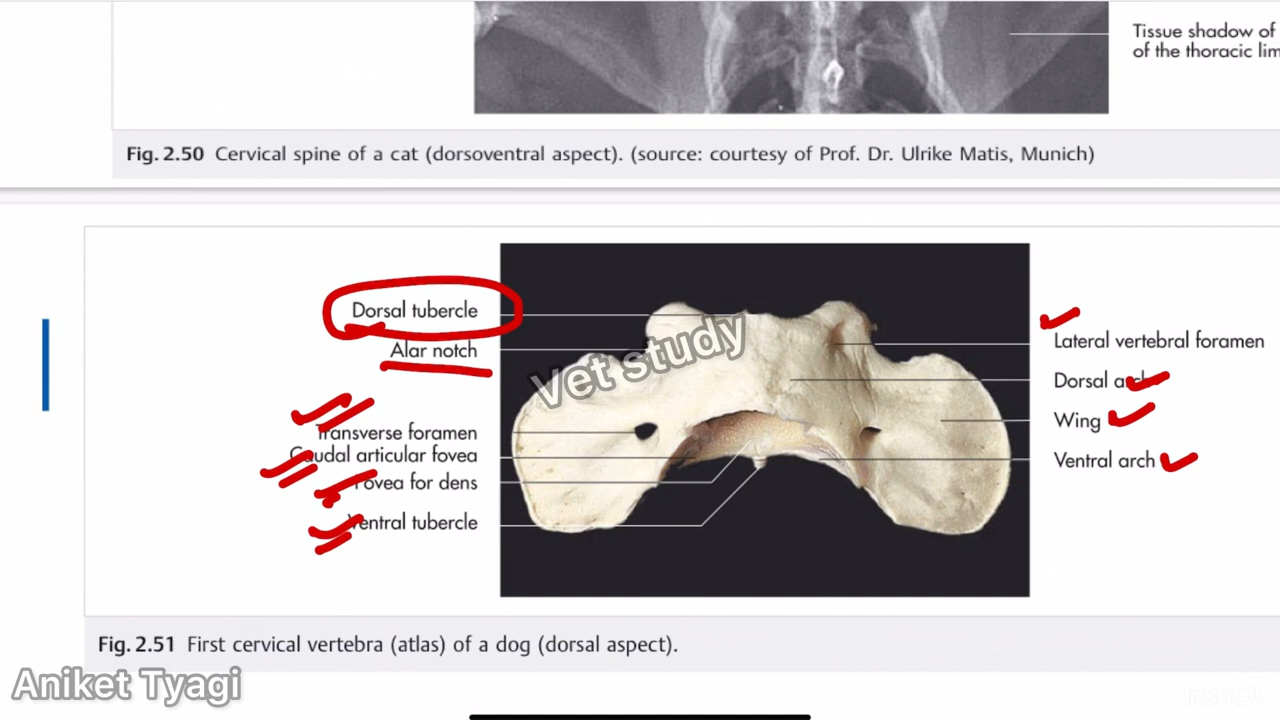 Tissue shadow of
of the thoracic lim
Fig. 2.50 Cervical spine of a cat (dorsoventral aspect). (source: courtesy of Prof. Dr. Ulrike Matis, Munich)
Dorsal tubercle
Alar notch
Transverse foramen
Caudal articular fovea
Fovea for dens
Ventral tubercle
Vet study
Lateral vertebral foramen
Dorsal arch
Wing
Ventral arch
Fig. 2.51 First cervical vertebra (atlas) of a dog (dorsal aspect).
Aniket Tyagi